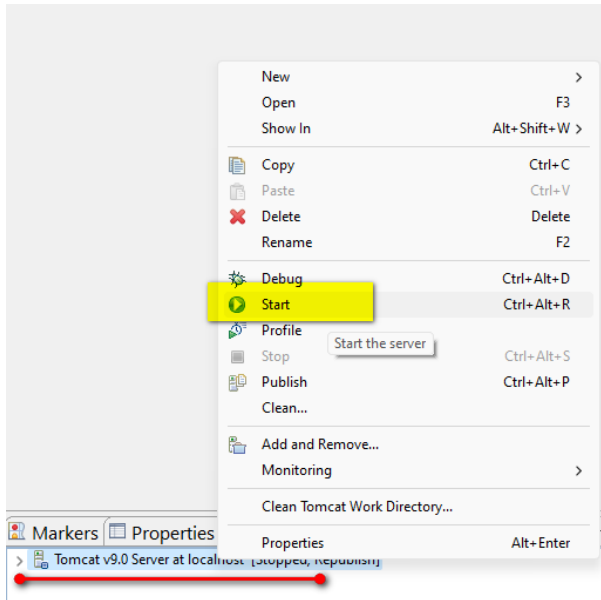 New
Open F3
Show In Alt+Shift+W
Copy Ctrl+C
Paste Ctrl+V
Delete Delete
Rename F2
Debug Ctrl+Alt+D
Start Ctrl+Alt+R
Profile
Start the server
Stop Ctrl+Alt+S
Publish Ctrl+Alt+P
Clean...
Add and Remove...
Monitoring
Clean Tomcat Work Directory...
Properties Alt+Enter
Markers Properties
Tomcat v9.0 Server at localhost [Stopped, Republish]